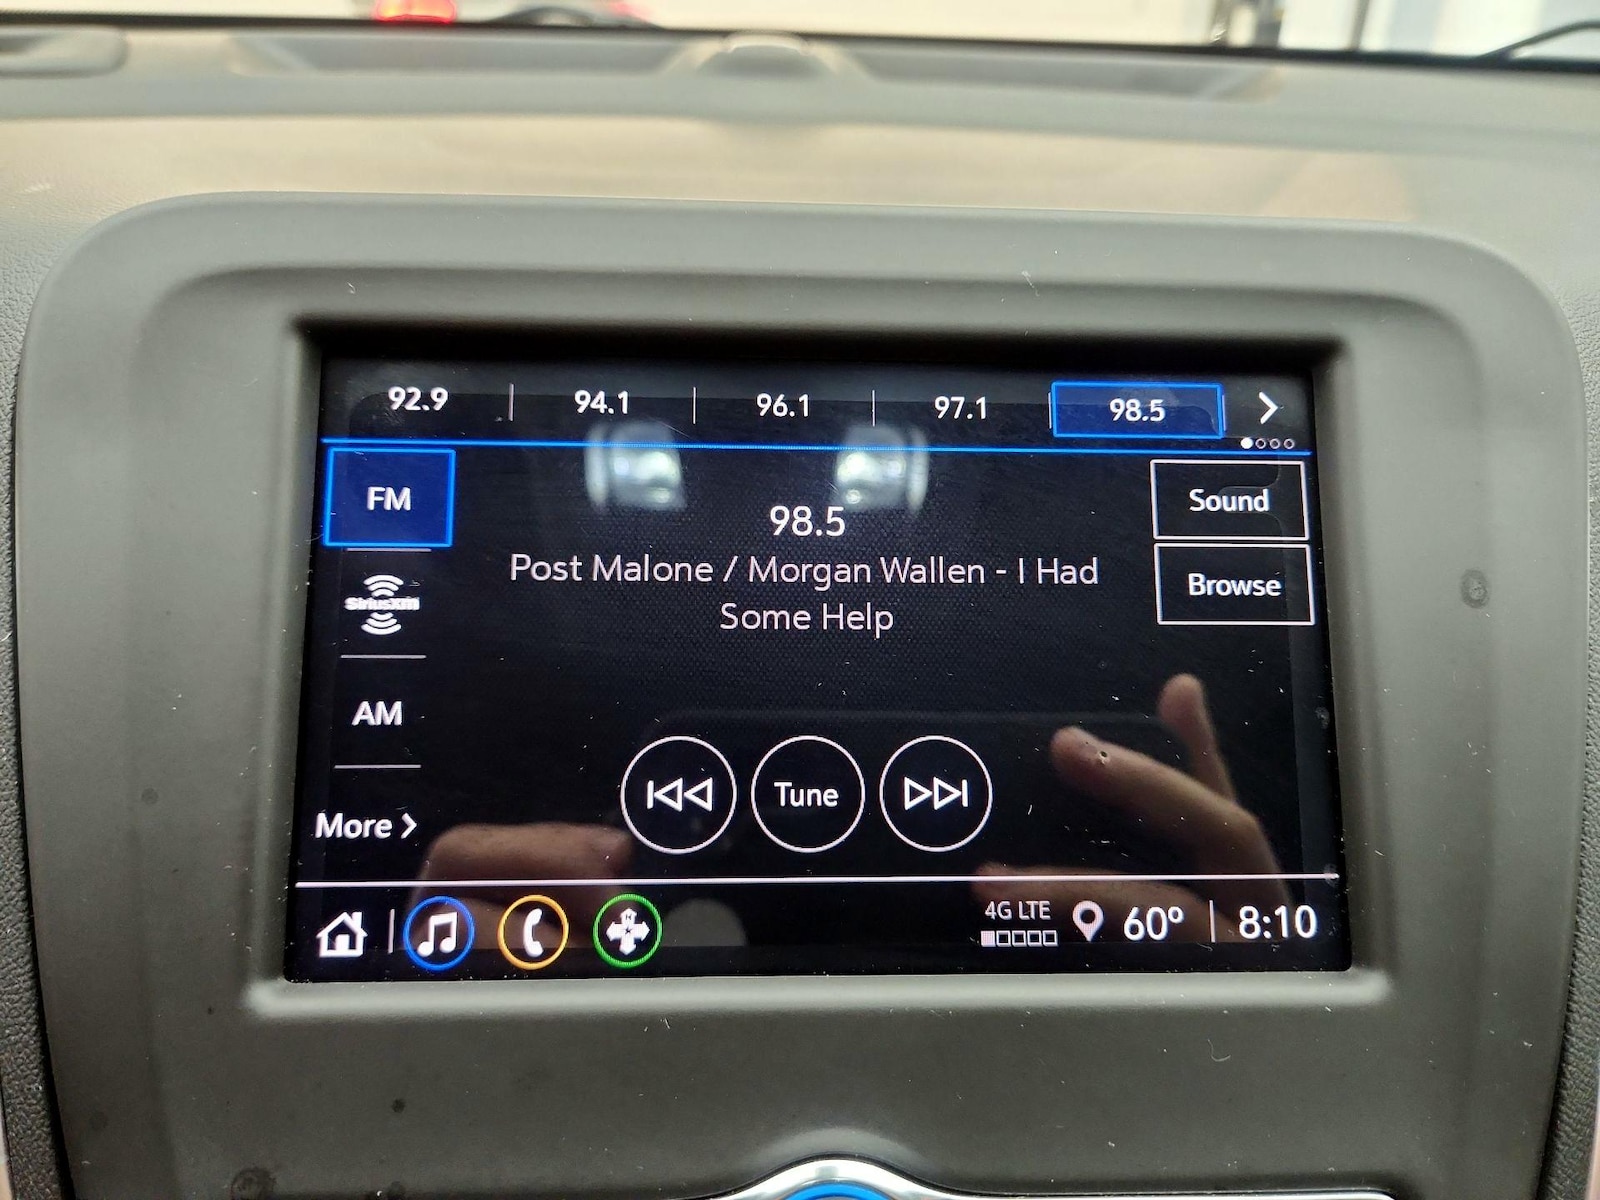 92.9 94.1 96.1 97.1 98.5
FM
98.5
Sound
Post Malone / Morgan Wallen - I Had
Some Help
Browse
SiriusXM
AM
Tune
More
4G LTE
60° 8:10